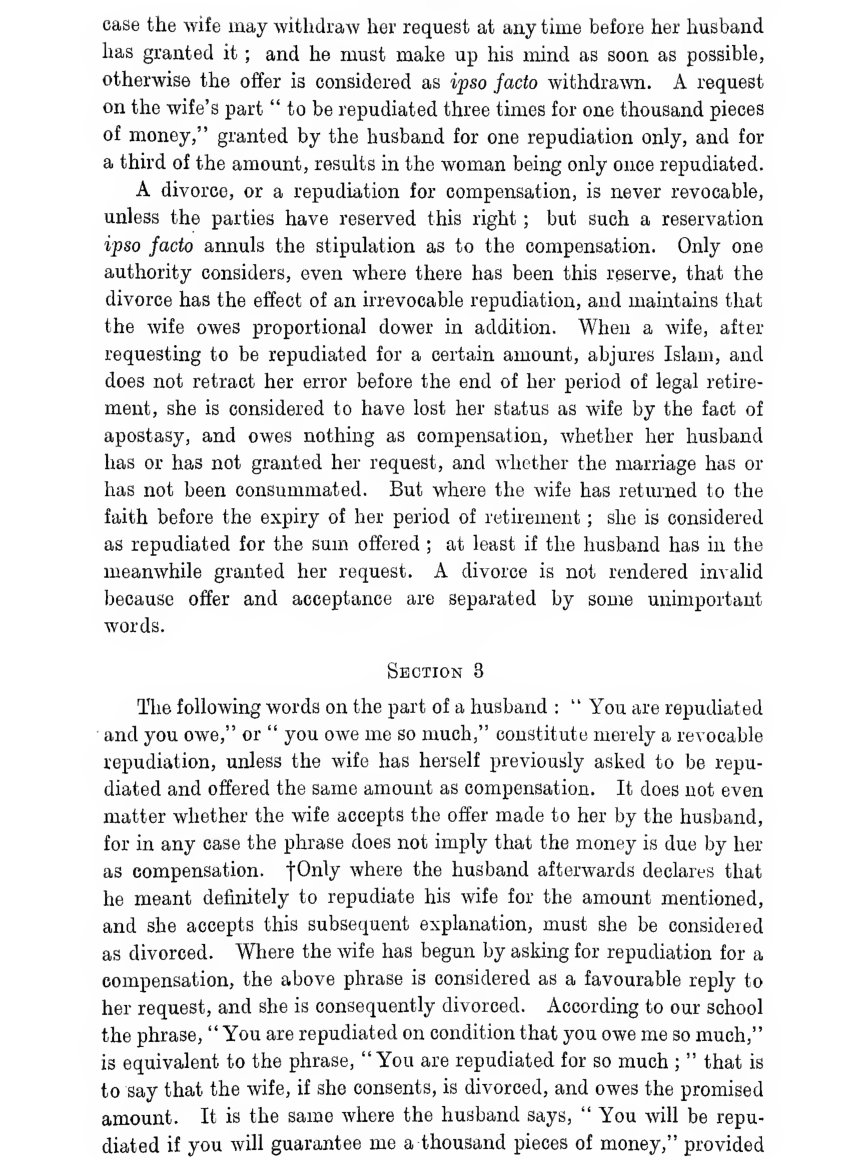 case the wife may withdraw her request at any time before her husband
has granted it ; and he must make up his mind as soon as possible,
otherwise the offer is considered as ipso facto withdrawn. A request
on the wife's part “ to be repudiated three times for one thousand pieces
of money,” granted by the husband for one repudiation only, and for
a third of the amount, results in the woman being only once repudiated.
A divorce, or a repudiation for compensation, is never revocable,
unless the parties have reserved this right ; but such a reservation
ipso facto annuls the stipulation as to the compensation. Only one
authority considers, even where there has been this reserve, that the
divorce has the effect of an irrevocable repudiation, and maintains that
the wife owes proportional dower in addition. When a wife, after
requesting to be repudiated for a certain amount, abjures Islam, and
does not retract her error before the end of her period of legal retire-
ment, she is considered to have lost her status as wife by the fact of
apostasy, and owes nothing as compensation, whether her husband
has or has not granted her request, and whether the marriage has or
has not been consummated. But where the wife has returned to the
faith before the expiry of her period of retirement ; she is considered
as repudiated for the sum offered ; at least if the husband has in the
meanwhile granted her request. A divorce is not rendered invalid
because offer and acceptance are separated by some unimportant
words.
SECTION 3
The following words on the part of a husband : “ You are repudiated
and you owe,” or “ you owe me so much,” constitute merely a revocable
repudiation, unless the wife has herself previously asked to be repu-
diated and offered the same amount as compensation. It does not even
matter whether the wife accepts the offer made to her by the husband,
for in any case the phrase does not imply that the money is due by her
as compensation. †Only where the husband afterwards declares that
he meant definitely to repudiate his wife for the amount mentioned,
and she accepts this subsequent explanation, must she be considered
as divorced. Where the wife has begun by asking for repudiation for a
compensation, the above phrase is considered as a favourable reply to
her request, and she is consequently divorced. According to our school
the phrase, “ You are repudiated on condition that you owe me so much,”
is equivalent to the phrase, “ You are repudiated for so much ; ” that is
to say that the wife, if she consents, is divorced, and owes the promised
amount. It is the same where the husband says, “ You will be repu-
diated if you will guarantee me a thousand pieces of money,” provided